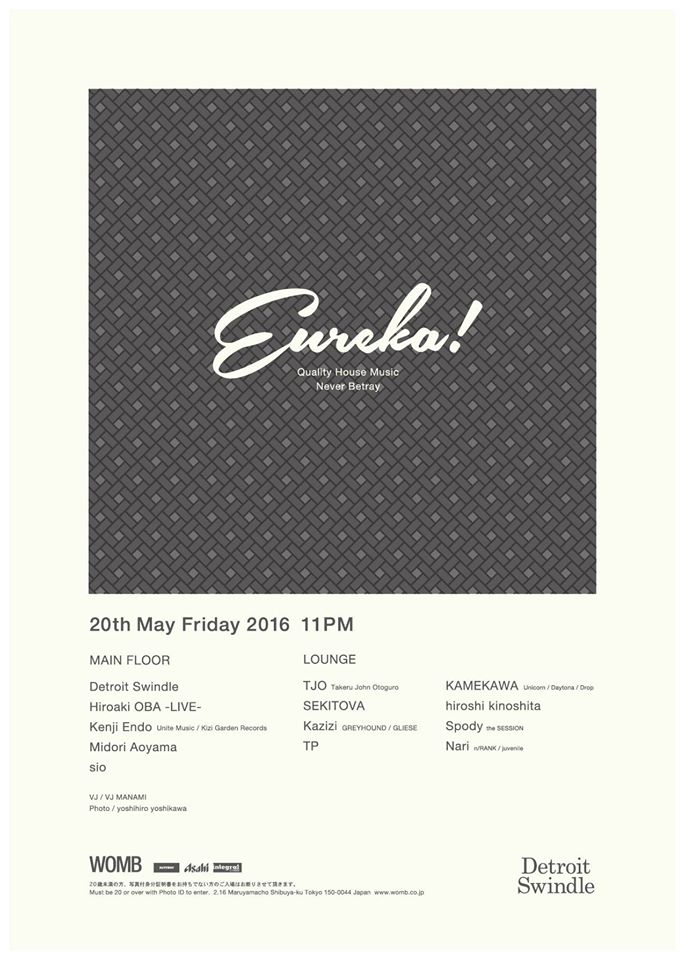 Eureka!
Quality House Music
Never Betray
20th May Friday 2016 11PM
MAIN FLOOR
Detroit Swindle
Hiroaki OBA -LIVE-
Kenji Endo Unite Music / Kizi Garden Records
Midori Aoyama
sio
LOUNGE
TJO Takeru John Otoguro
SEKITOVA
Kazizi GREYHOUND / GLIESE
TP
KAMEKAWA Unicorn / Daytona / Drop
hiroshi kinoshita
Spody the SESSION
Nari n/RANK / juvenile
VJ / VJ MANAMI
Photo / yoshihiro yoshikawa
WOMB Asahi integral
20歳未満の方、写真付身分証明書をお持ちでない方のご入場はお断りさせて頂きます。
Must be 20 or over with Photo ID to enter. 2.16 Maruyamacho Shibuya-ku Tokyo 150-0044 Japan www.womb.co.jp
Detroit
Swindle